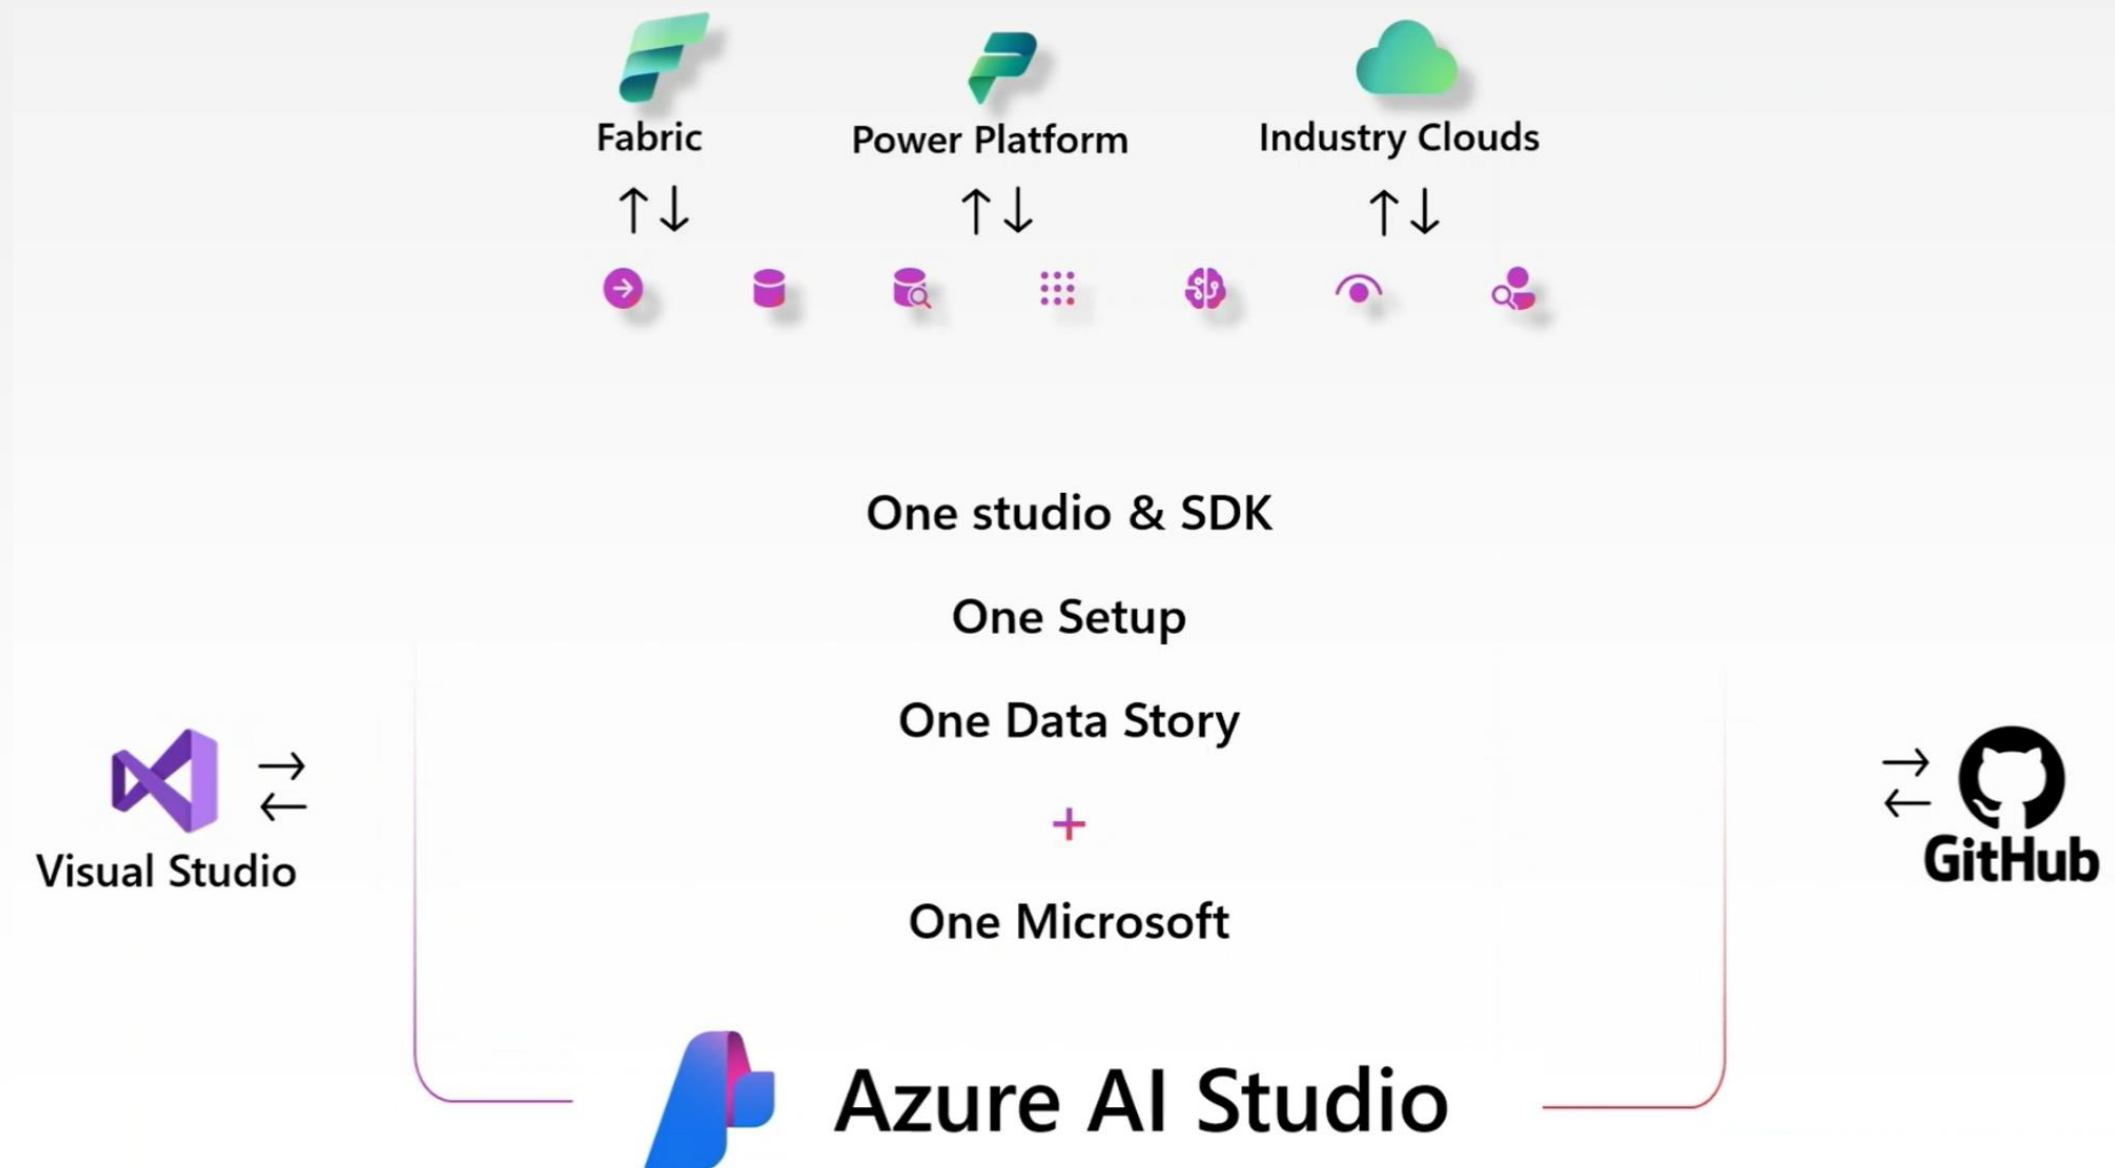 Fabric
Power Platform
Industry Clouds
One studio & SDK
One Setup
One Data Story
+
One Microsoft
Visual Studio
GitHub
Azure AI Studio